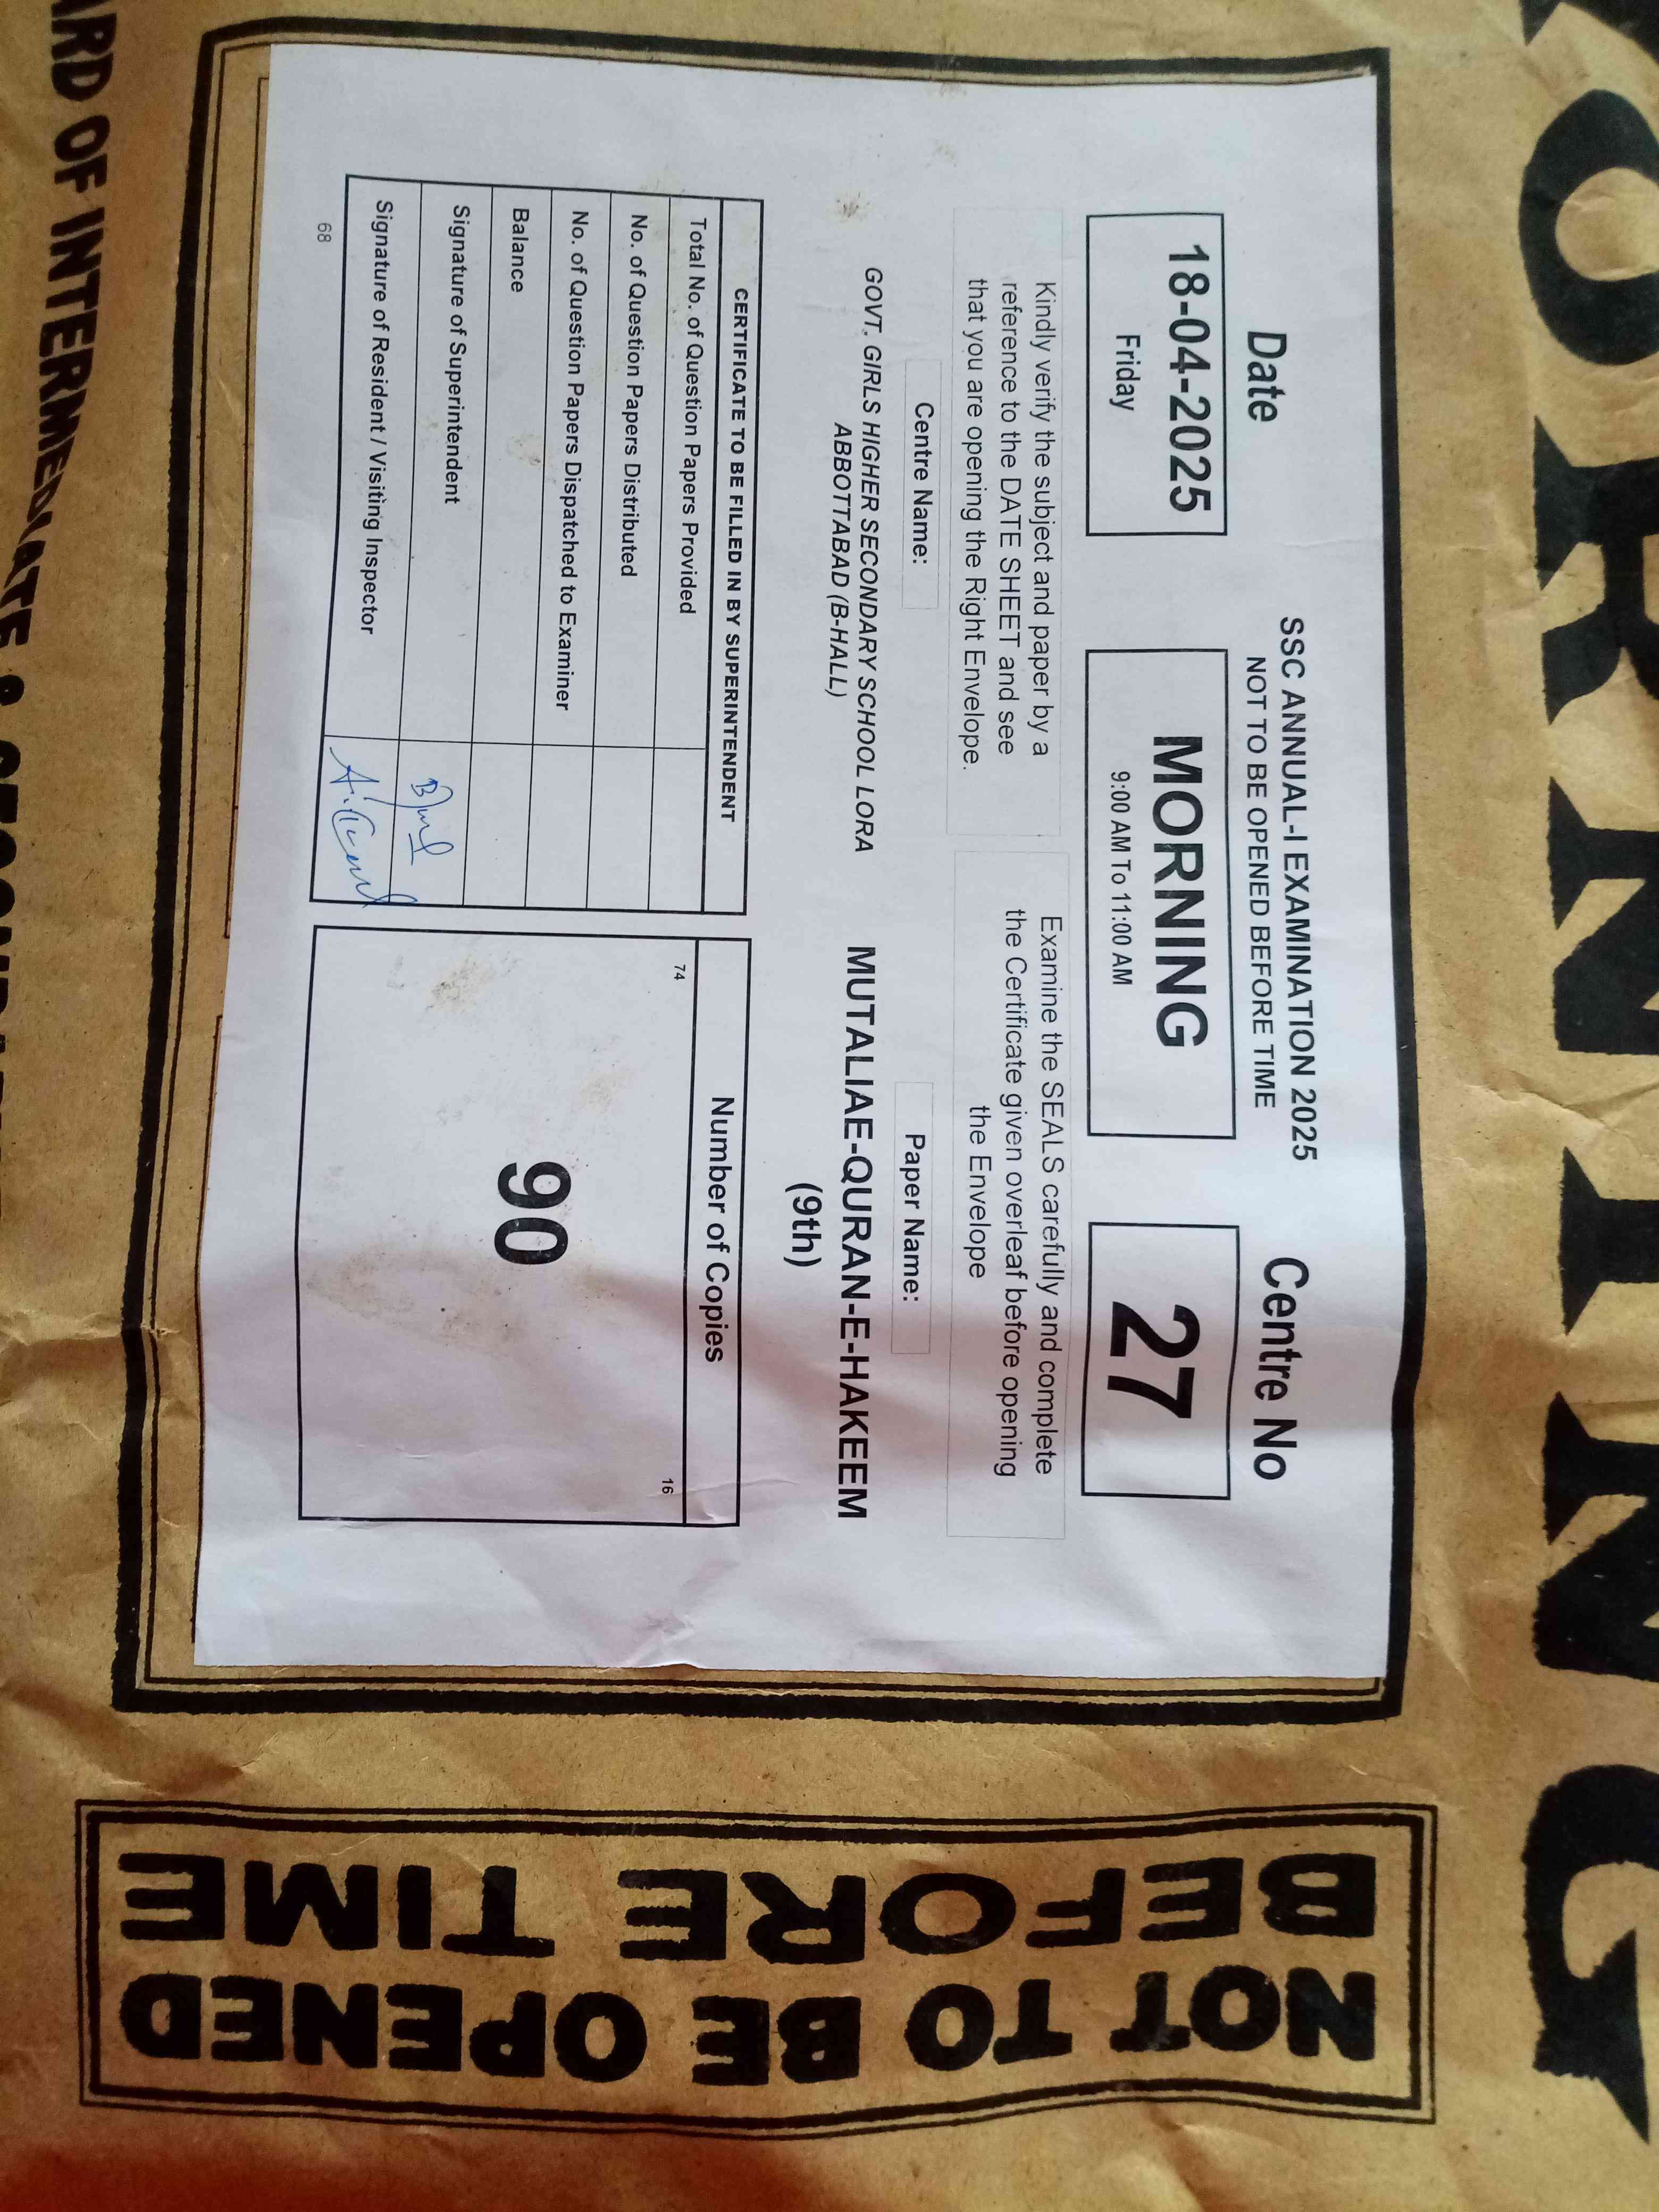 ORNING
SSC ANNUAL-I EXAMINATION 2025
NOT TO BE OPENED BEFORE TIME
Date
18-04-2025
Friday
MORNING
9:00 AM To 11:00 AM
Centre No
27
Kindly verify the subject and paper by a
reference to the DATE SHEET and see
that you are opening the Right Envelope.
Examine the SEALS carefully and complete
the Certificate given overleaf before opening
the Envelope
Centre Name:
GOVT. GIRLS HIGHER SECONDARY SCHOOL LORA
ABBOTTABAD (B-HALL)
Paper Name:
MUTALIAE-QURAN-E-HAKEEM
(9th)
CERTIFICATE TO BE FILLED IN BY SUPERINTENDENT
Total No. of Question Papers Provided
No. of Question Papers Distributed
No. of Question Papers Dispatched to Examiner
Balance
Signature of Superintendent
Signature of Resident / Visiting Inspector
68
Number of Copies
74
16
90
ARD OF INTERMEDIATE &
NOT TO BE OPENED
BEFORE TIME